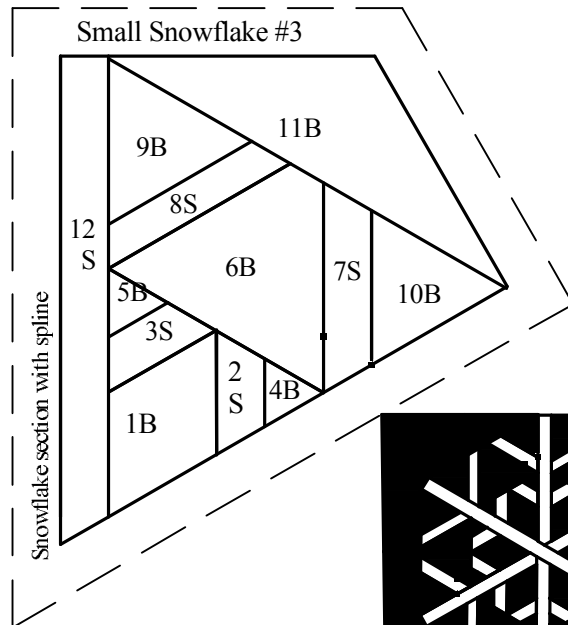 Small Snowflake #3
11B
9B
8S
12
S
6B
7S
10B
5B
3S
2
S
4B
1B
Snowflake section with spline